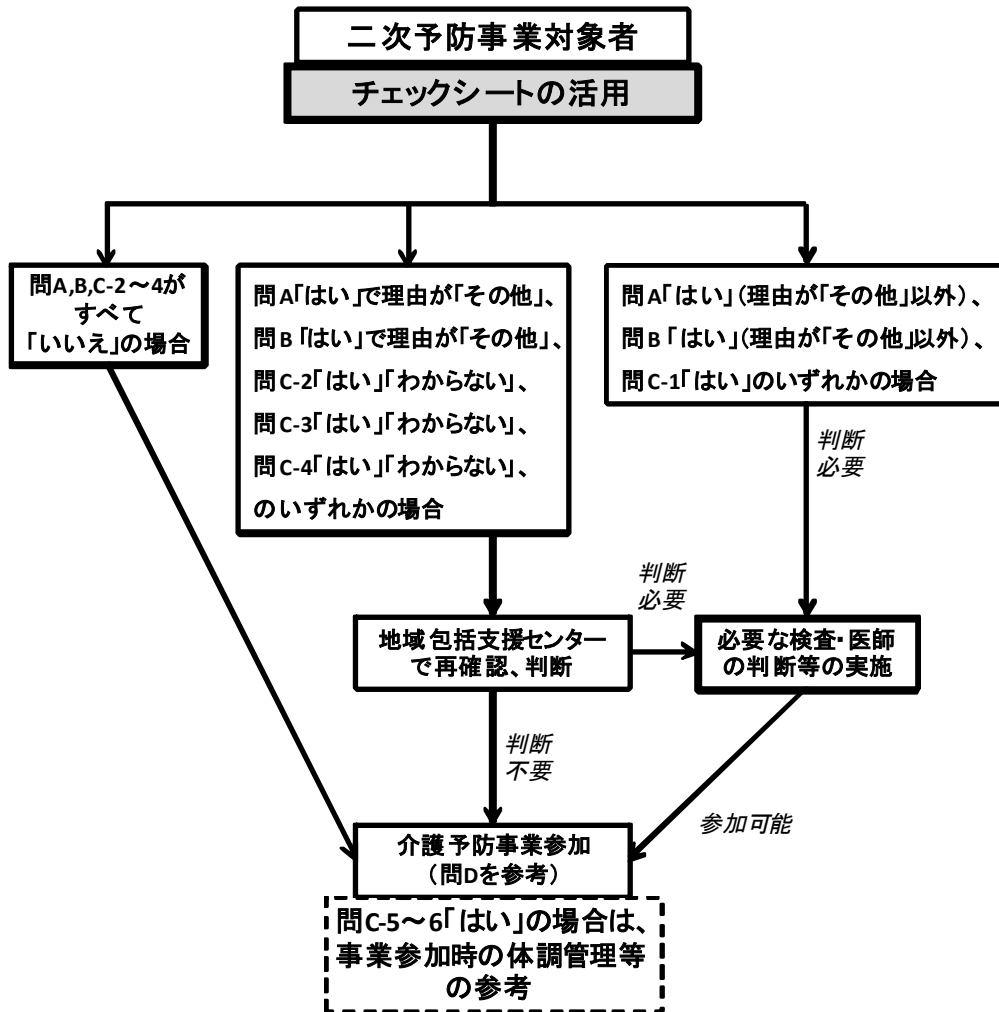 二次予防事業対象者
チェックシートの活用
問A,B,C-2～4が
すべて
「いいえ」の場合
問A「はい」で理由が「その他」、
問B「はい」で理由が「その他」、
問C-2「はい」「わからない」、
問C-3「はい」「わからない」、
問C-4「はい」「わからない」、
のいずれかの場合
問A「はい」(理由が「その他」以外)、
問B「はい」(理由が「その他」以外)、
問C-1「はい」のいずれかの場合
判断
必要
判断
必要
地域包括支援センター
で再確認、判断
必要な検査・医師
の判断等の実施
判断
不要
参加可能
介護予防事業参加
(問Dを参考)
問C-5～6「はい」の場合は、
事業参加時の体調管理等
の参考